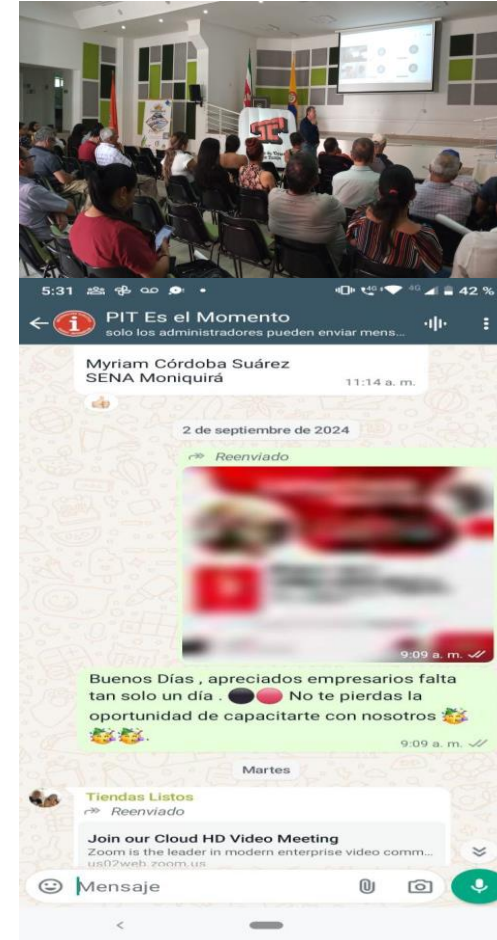 5:31
4G
4G
42 %
PIT Es el Momento
solo los administradores pueden enviar mens...
Myriam Córdoba Suárez
SENA Moniquirá
11:14 a. m.
2 de septiembre de 2024
Reenviado
9:09 a. m.
Buenos Días , apreciados empresarios falta
tan solo un día . ⚫🔴 No te pierdas la
oportunidad de capacitarte con nosotros 🥳
🥳🥳.
9:09 a. m.
Martes
Tiendas Listos
Reenviado
Join our Cloud HD Video Meeting
Zoom is the leader in modern enterprise video comm...
us02web.zoom.us
Mensaje